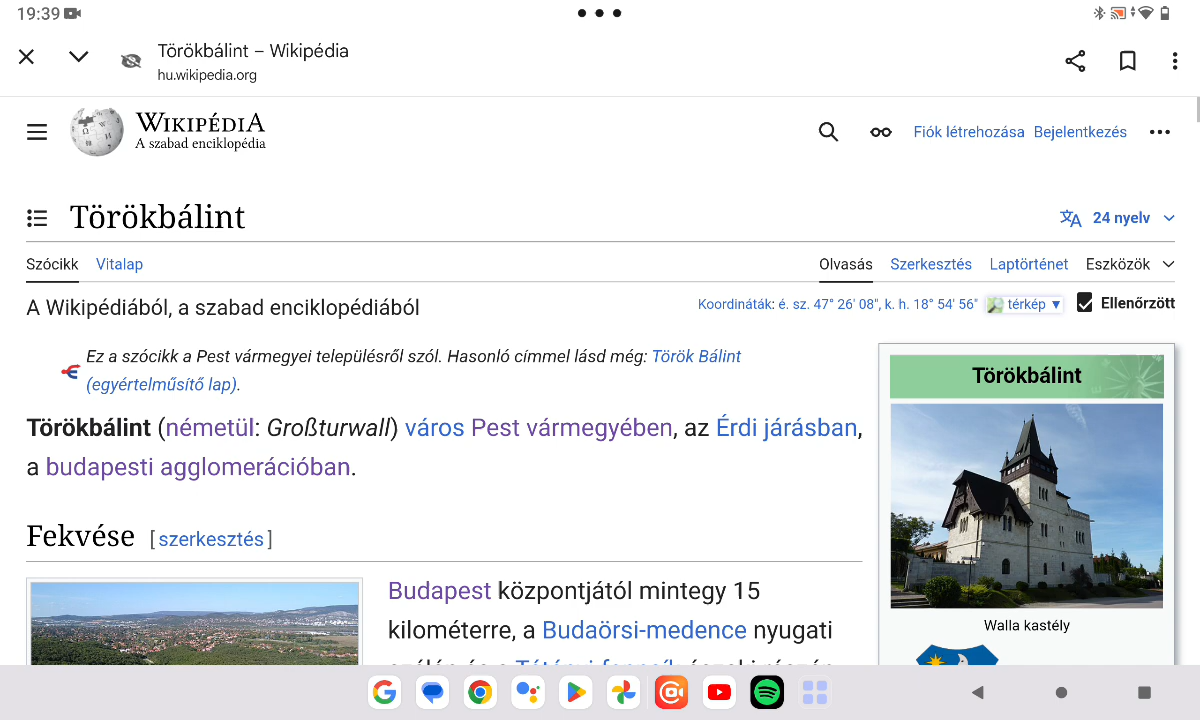 19:39
Törökbálint – Wikipédia
hu.wikipedia.org
WIKIPÉDIA
A szabad enciklopédia
Fiók létrehozása Bejelentkezés
Törökbálint
24 nyelv
Szócikk Vitalap Olvasás Szerkesztés Laptörténet Eszközök
A Wikipédiából, a szabad enciklopédiából
Koordináták: é. sz. 47° 26′ 08″, k. h. 18° 54′ 56″ térkép ▼ Ellenőrzött
Ez a szócikk a Pest vármegyei településről szól. Hasonló címmel lásd még: Török Bálint
(egyértelműsítő lap).
Törökbálint (németül: Großturwall) város Pest vármegyében, az Érdi járásban,
a budapesti agglomerációban.
Fekvése [szerkesztés]
Budapest központjától mintegy 15
kilométerre, a Budaörsi-medence nyugati
Törökbálint
Walla kastély